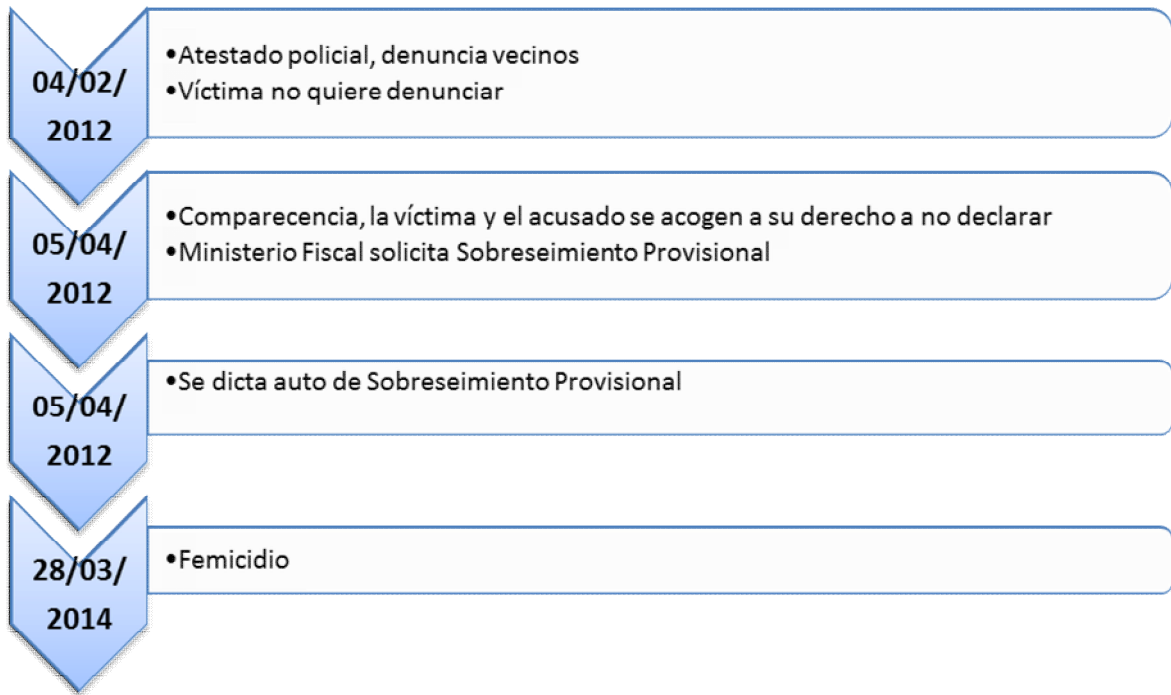 04/02/
2012
•Atestado policial, denuncia vecinos
•Víctima no quiere denunciar
05/04/
2012
•Comparecencia, la víctima y el acusado se acogen a su derecho a no declarar
•Ministerio Fiscal solicita Sobreseimiento Provisional
05/04/
2012
•Se dicta auto de Sobreseimiento Provisional
28/03/
2014
•Femicidio